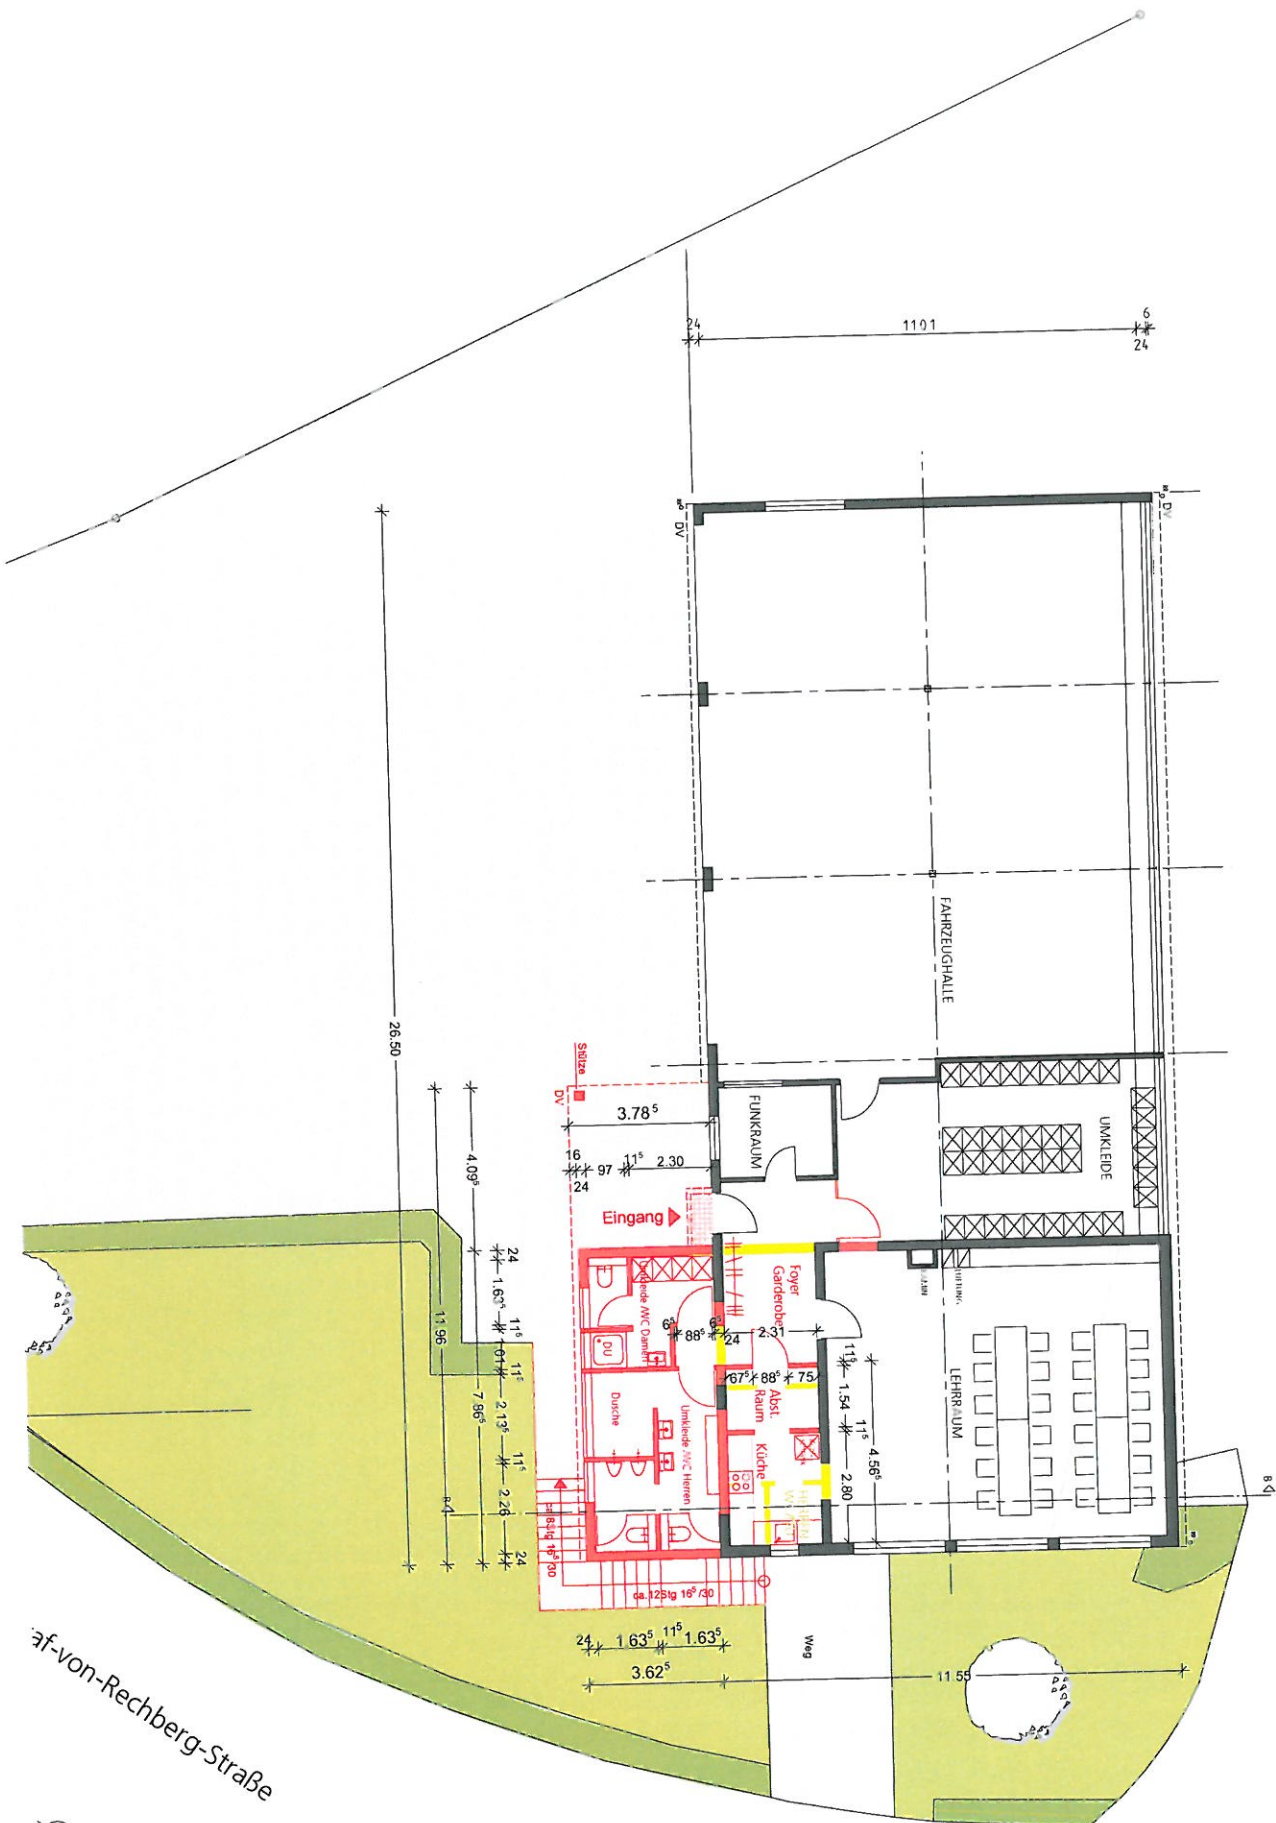 24
1101
6
24
DV
DV
FAHRZEUGHALLE
26.50
Stütze
DV
3.78⁵
FUNKRAUM
UMKLEIDE
16
97
11⁵
2.30
24
4.09⁵
Eingang
24
1.63⁵
11⁵
1.01
11⁵
2.13⁵
11⁵
2.26
24
11.96
7.86⁵
Umkleide /WC Damen
DU
Foyer
Garderobe
88⁵
24
2.31
67⁵
88⁵
75
Abst.
Raum
Küche
11⁵
1.54
11⁵
2.80
4.56⁵
LEHRRAUM
Dusche
Umkleide /WC Herren
B
B
ca. 12Stg 16⁵/30
24
1.63⁵
11⁵
1.63⁵
3.62⁵
11.55
Weg
af-von-Rechberg-Straße